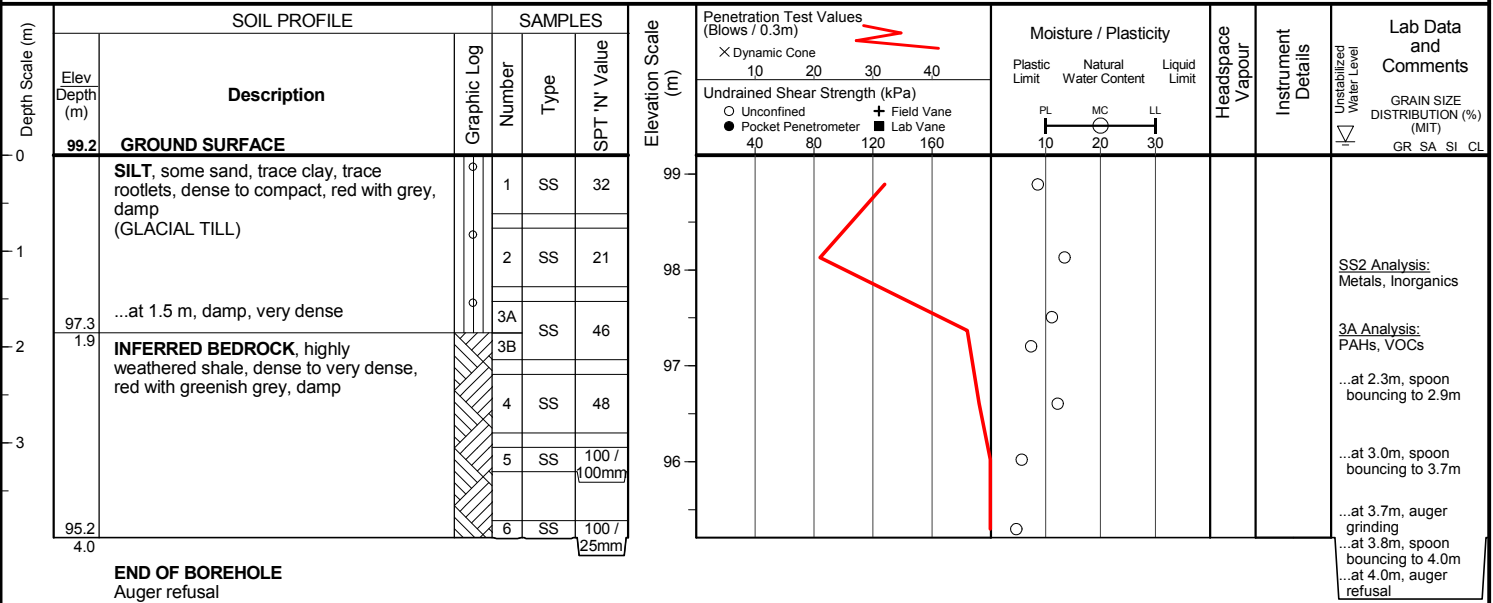 Depth Scale (m)
SOIL PROFILE
Elev
Depth
(m)
Description
Graphic Log
SAMPLES
Number
Type
SPT 'N' Value
Elevation Scale
(m)
Penetration Test Values
(Blows / 0.3m)
× Dynamic Cone
10 20 30 40
Undrained Shear Strength (kPa)
○ Unconfined + Field Vane
● Pocket Penetrometer ■ Lab Vane
40 80 120 160
Moisture / Plasticity
Plastic Natural Liquid
Limit Water Content Limit
PL MC LL
10 20 30
Headspace
Vapour
Instrument
Details
Unstabilized
Water Level
Lab Data
and
Comments
GRAIN SIZE
DISTRIBUTION (%)
(MIT)
GR SA SI CL
99.2 GROUND SURFACE
0
1
2
3
SILT, some sand, trace clay, trace
rootlets, dense to compact, red with grey,
damp
(GLACIAL TILL)
...at 1.5 m, damp, very dense
97.3
1.9
INFERRED BEDROCK, highly
weathered shale, dense to very dense,
red with greenish grey, damp
95.2
4.0
END OF BOREHOLE
Auger refusal
1 SS 32
2 SS 21
3A
SS 46
3B
4 SS 48
5 SS 100 /
100mm
6 SS 100 /
25mm
99
98
97
96
SS2 Analysis:
Metals, Inorganics
3A Analysis:
PAHs, VOCs
...at 2.3m, spoon
bouncing to 2.9m
...at 3.0m, spoon
bouncing to 3.7m
...at 3.7m, auger
grinding
...at 3.8m, spoon
bouncing to 4.0m
...at 4.0m, auger
refusal